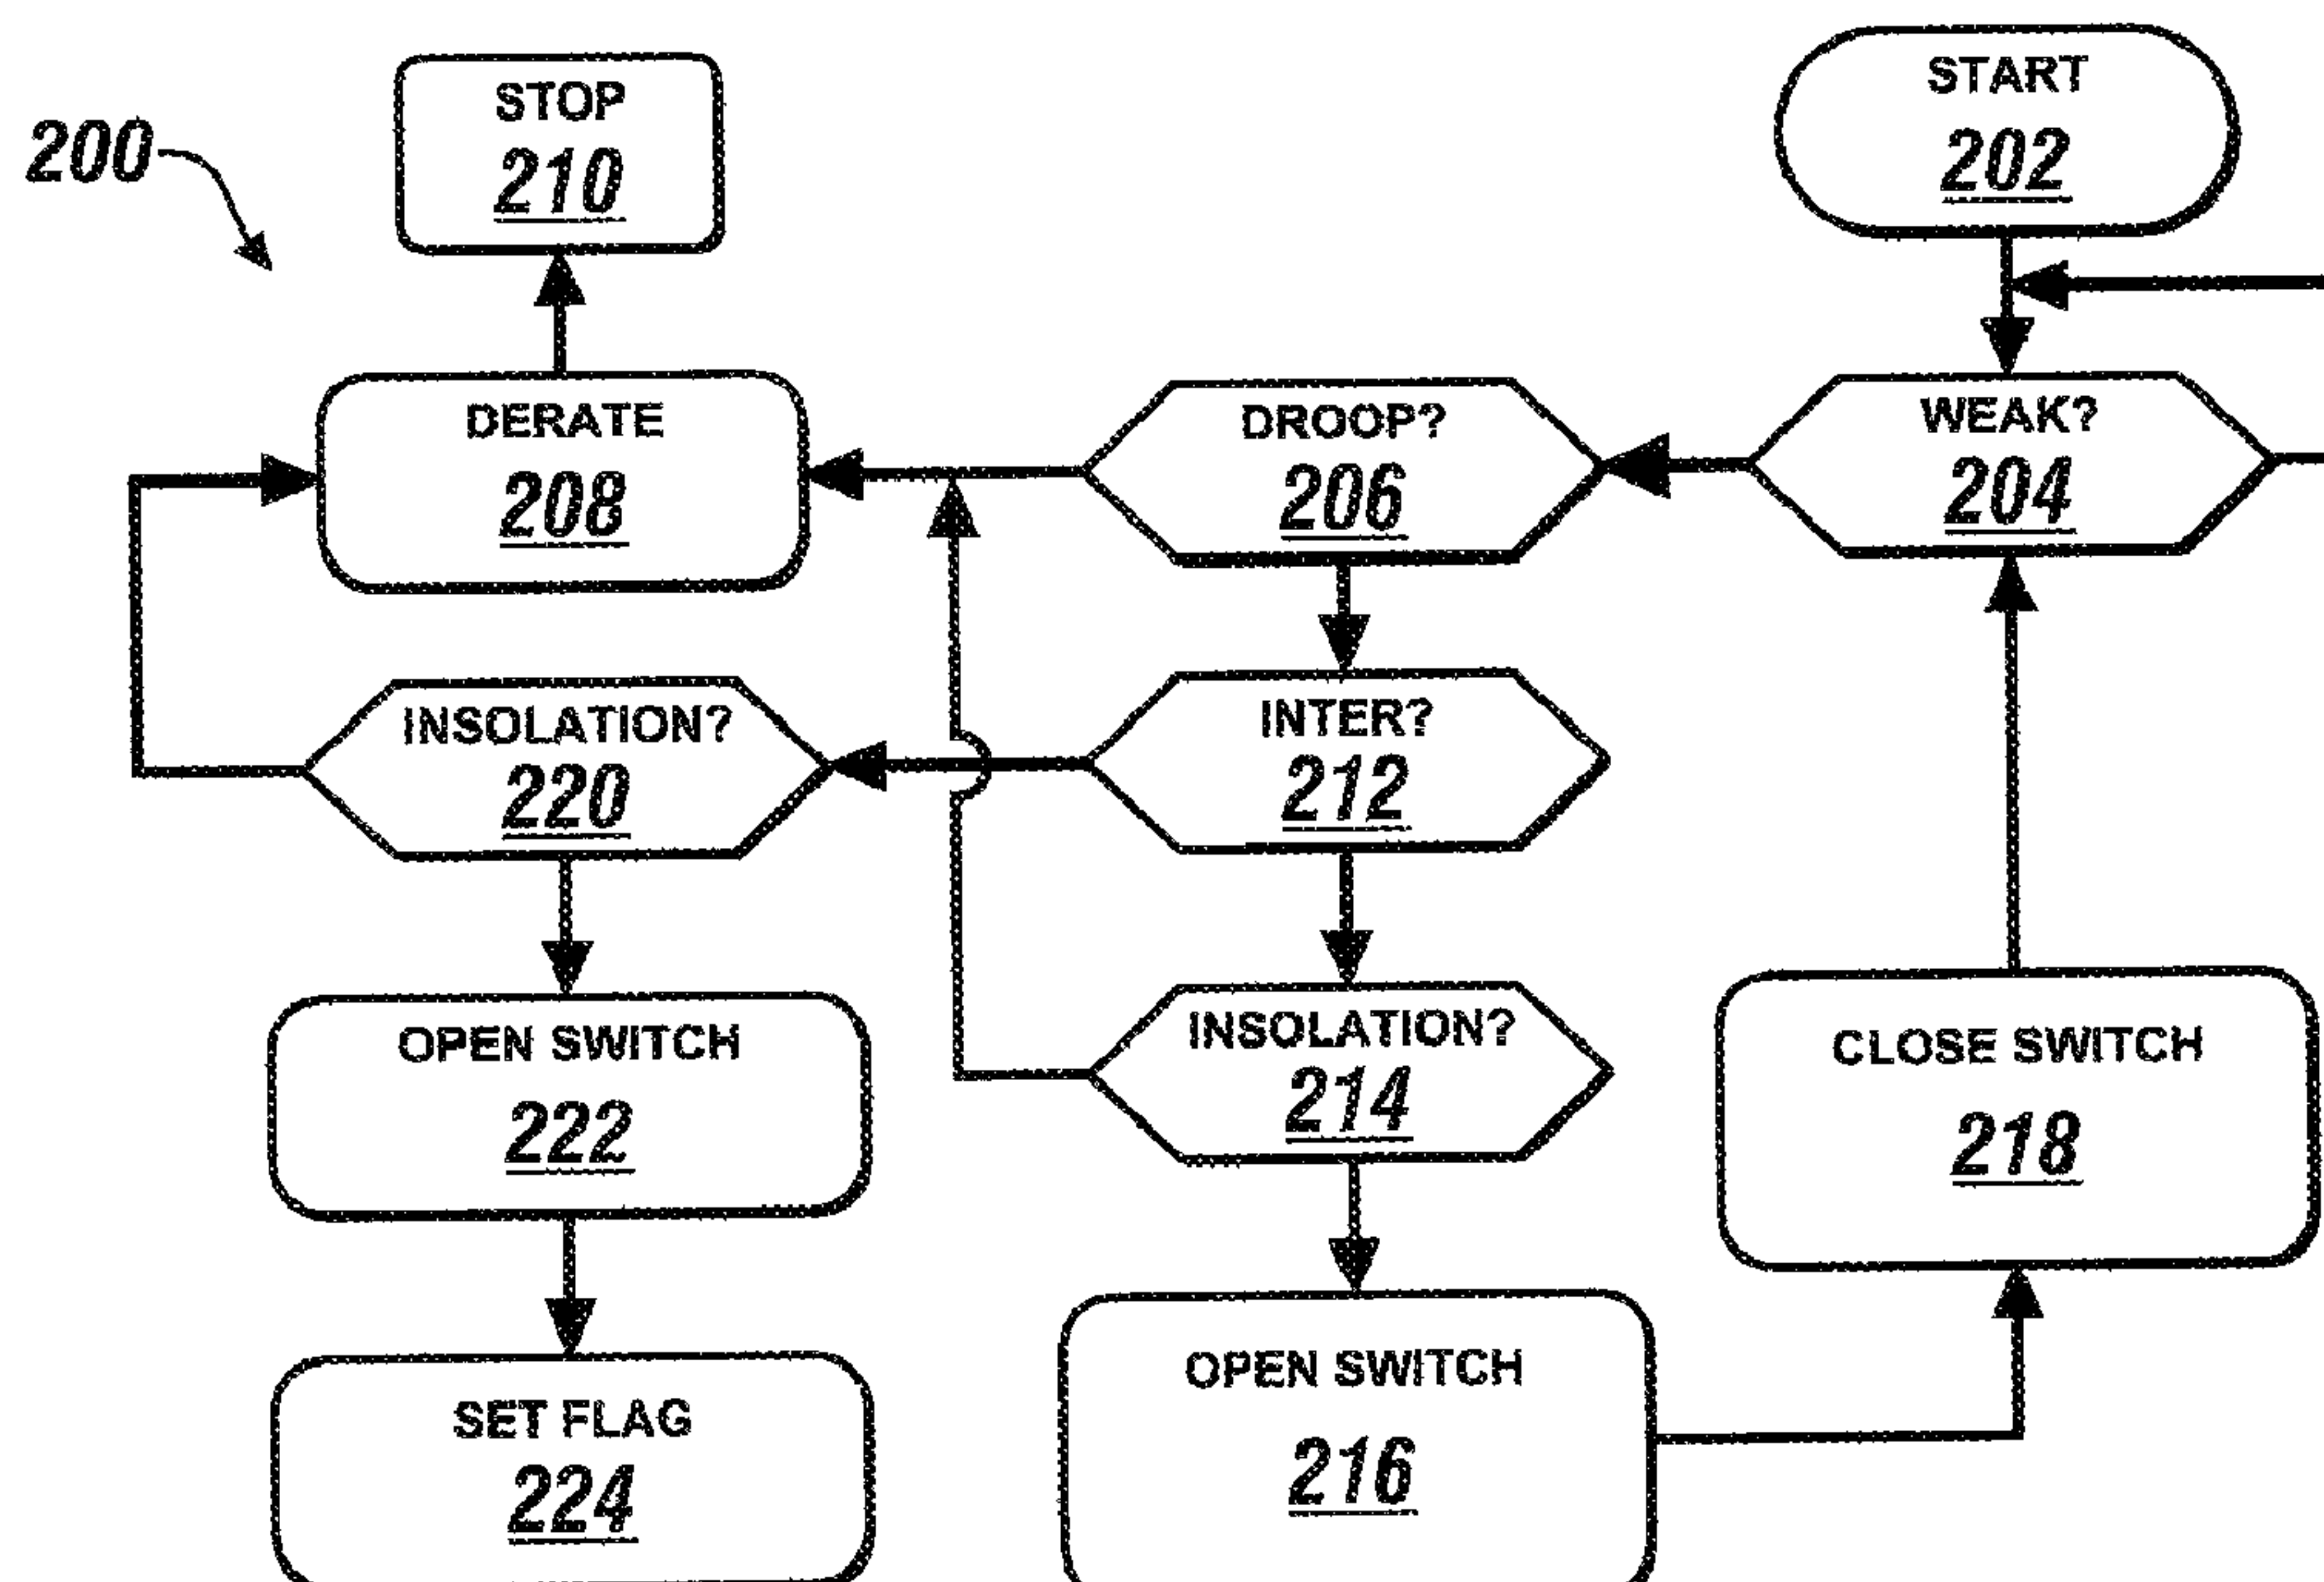 200
STOP
210
START
202
DERATE
208
DROOP?
206
WEAK?
204
INSOLATION?
220
INTER?
212
OPEN SWITCH
222
INSOLATION?
214
CLOSE SWITCH
218
SET FLAG
224
OPEN SWITCH
216